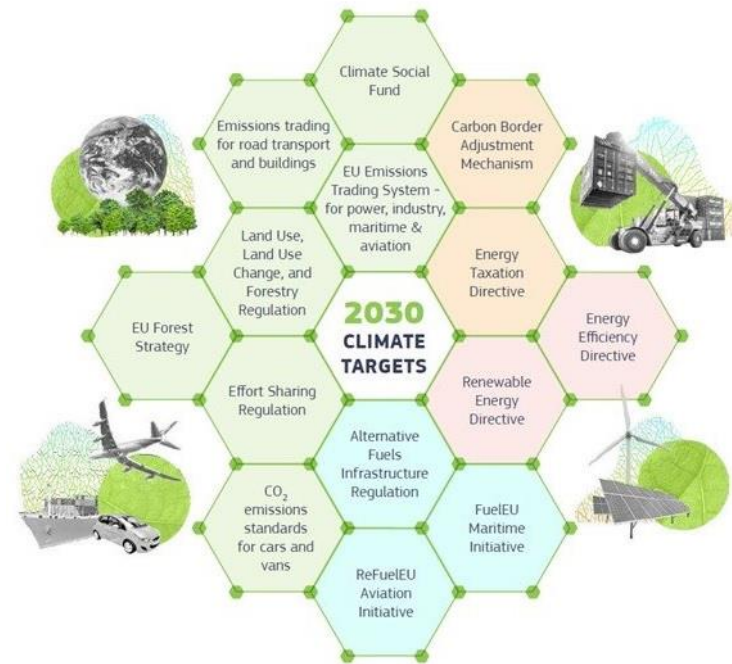 Climate Social
Fund
Emissions trading
for road transport
and buildings
Carbon Border
Adjustment
Mechanism
EU Emissions
Trading System -
for power, industry,
maritime &
aviation
Land Use,
Land Use
Change, and
Forestry
Regulation
Energy
Taxation
Directive
EU Forest
Strategy
2030
CLIMATE
TARGETS
Energy
Efficiency
Directive
Effort Sharing
Regulation
Renewable
Energy
Directive
Alternative
Fuels
Infrastructure
Regulation
CO₂
emissions
standards
for cars and
vans
FuelEU
Maritime
Initiative
ReFuelEU
Aviation
Initiative